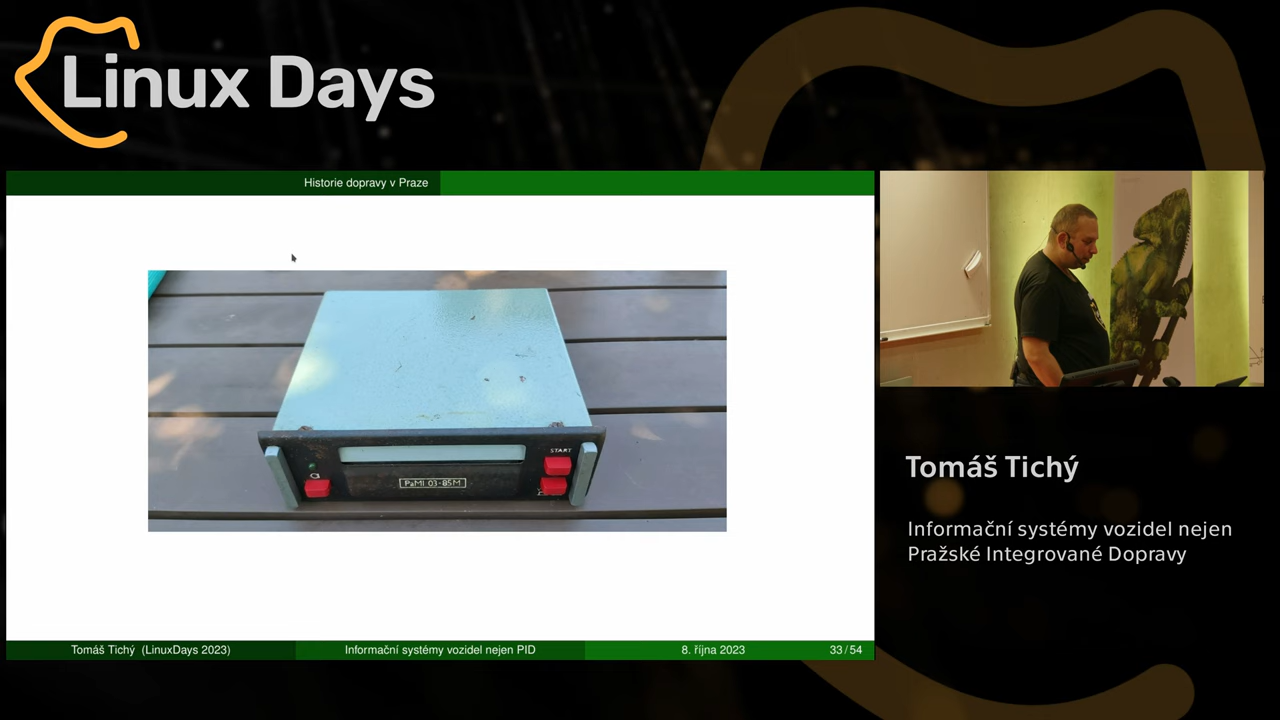 Linux Days
Historie dopravy v Praze
START
PaMI 03-85M
Tomáš Tichý (LinuxDays 2023)
Informační systémy vozidel nejen PID
8. října 2023
33 / 54
Tomáš Tichý
Informační systémy vozidel nejen
Pražské Integrované Dopravy